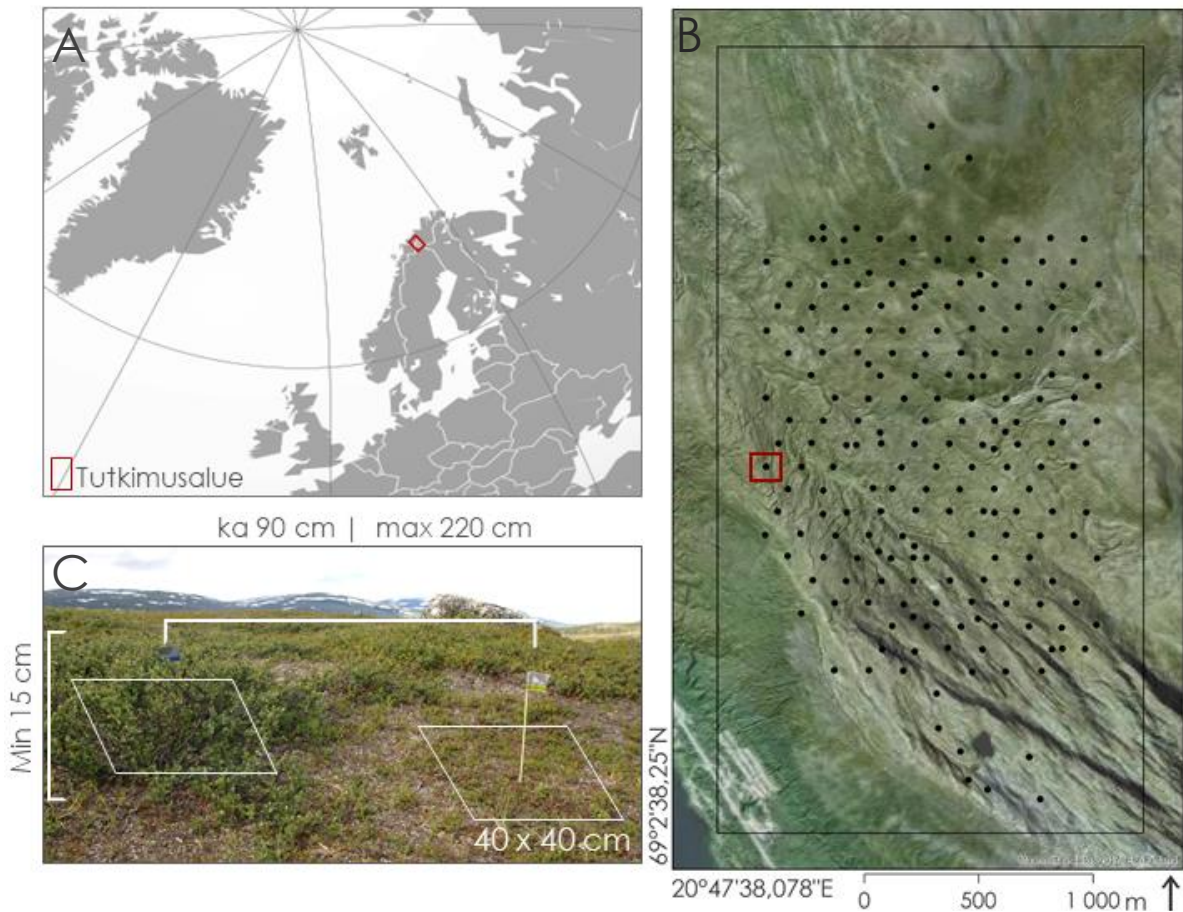 A
Tutkimusalue
B
ka 90 cm | max 220 cm
C
Min 15 cm
40 x 40 cm
69°2'38,25"N
20°47'38,078"E
0 500 1 000 m